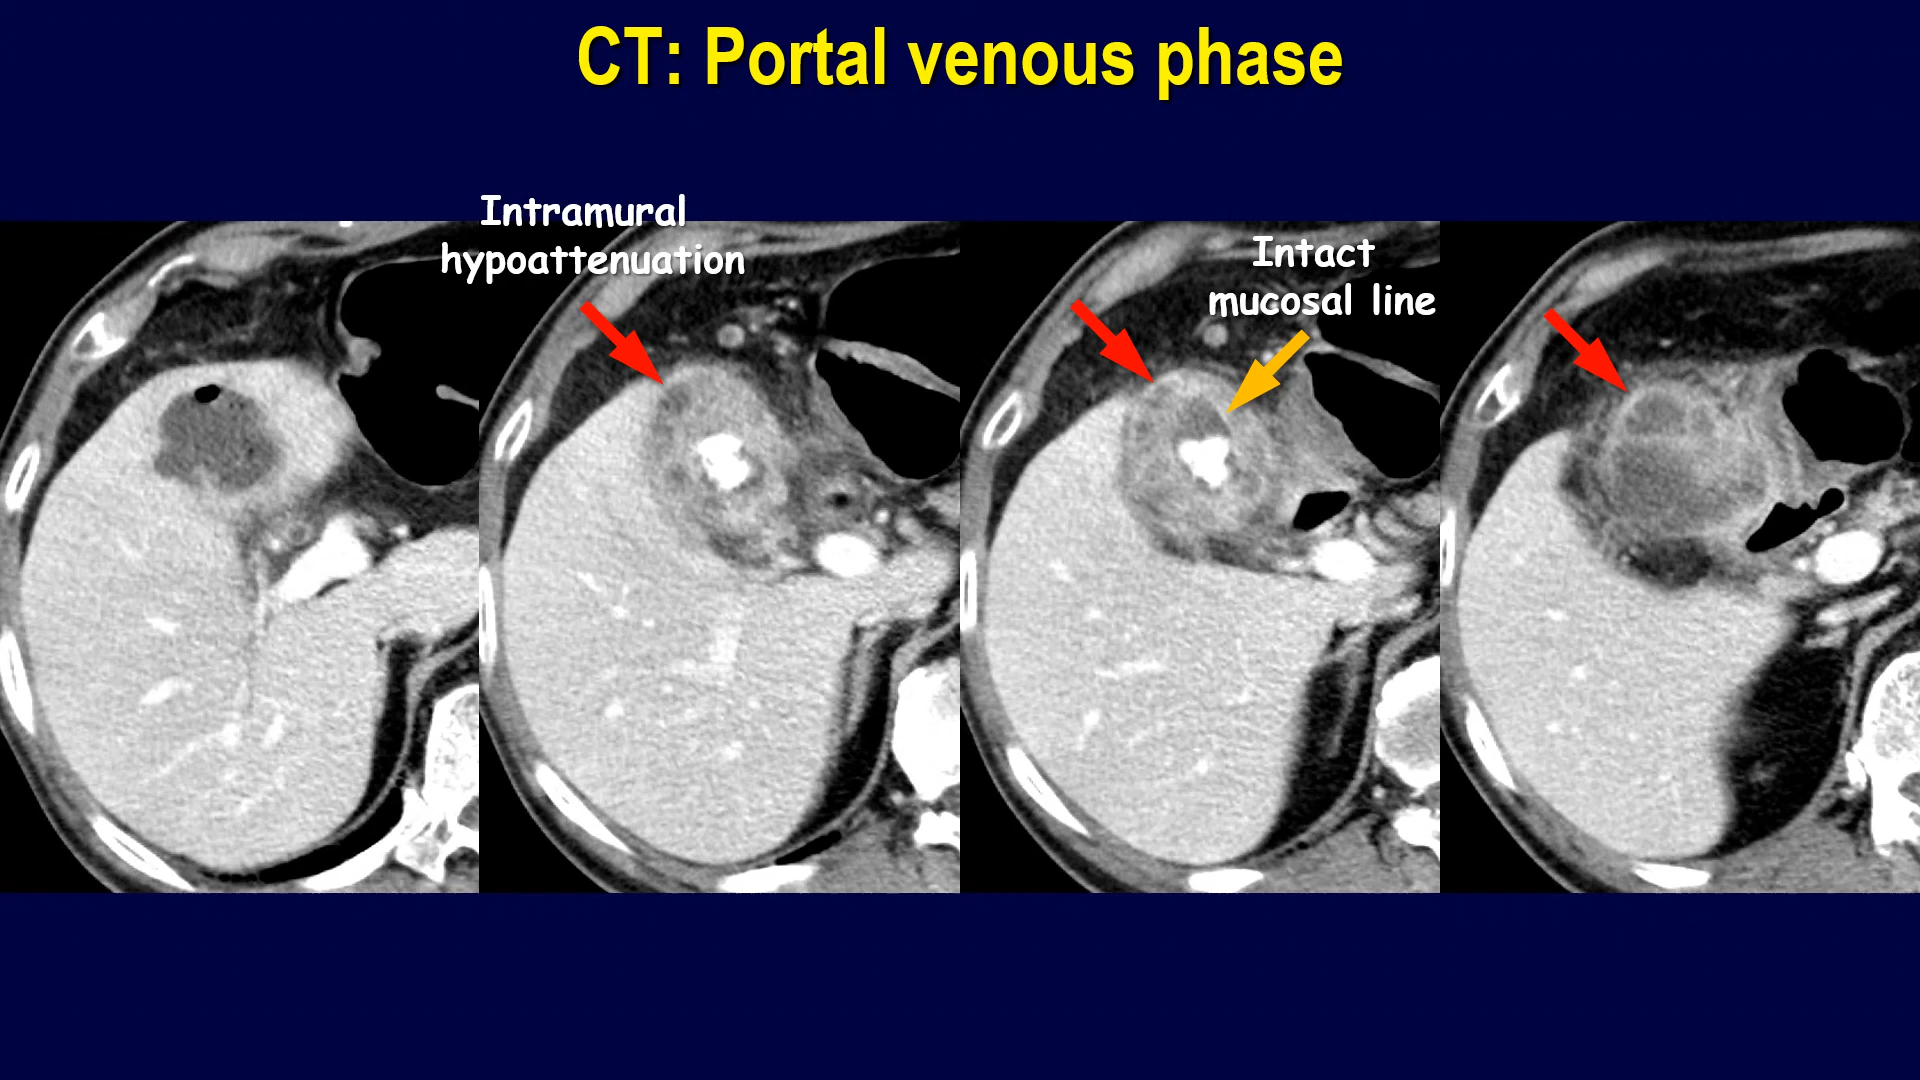 CT: Portal venous phase
Intramural
hypoattenuation
Intact
mucosal line